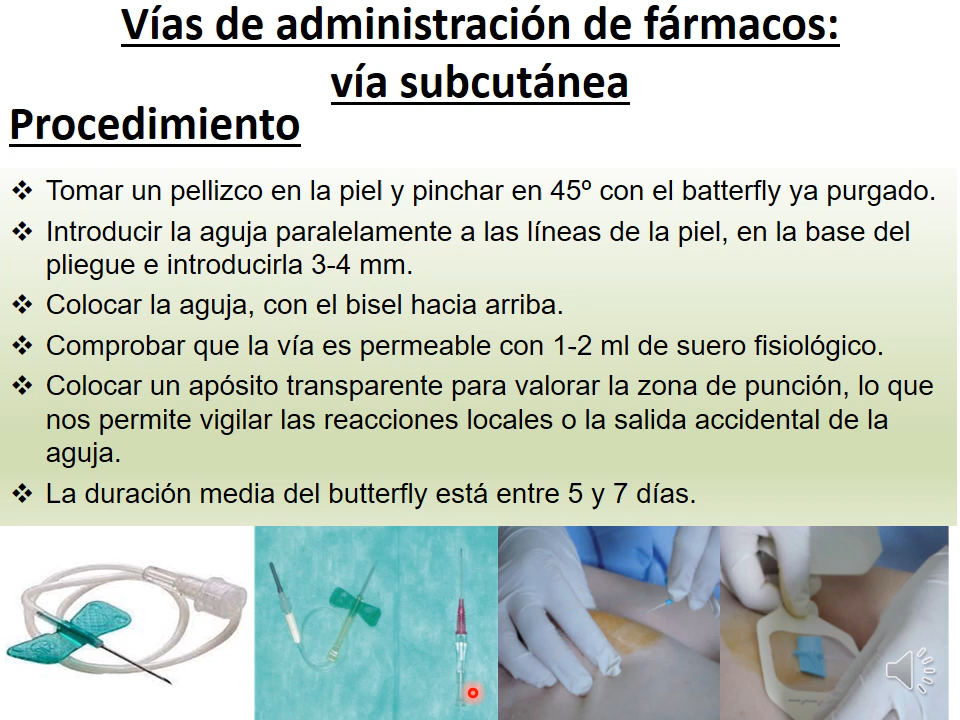 Vías de administración de fármacos:
vía subcutánea
Procedimiento
❖ Tomar un pellizco en la piel y pinchar en 45º con el batterfly ya purgado.
❖ Introducir la aguja paralelamente a las líneas de la piel, en la base del
pliegue e introducirla 3-4 mm.
❖ Colocar la aguja, con el bisel hacia arriba.
❖ Comprobar que la vía es permeable con 1-2 ml de suero fisiológico.
❖ Colocar un apósito transparente para valorar la zona de punción, lo que
nos permite vigilar las reacciones locales o la salida accidental de la
aguja.
❖ La duración media del butterfly está entre 5 y 7 días.